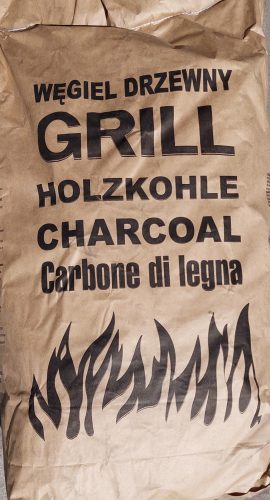 WĘGIEL DRZEWNY
GRILL
HOLZKOHLE
CHARCOAL
Carbone di legna